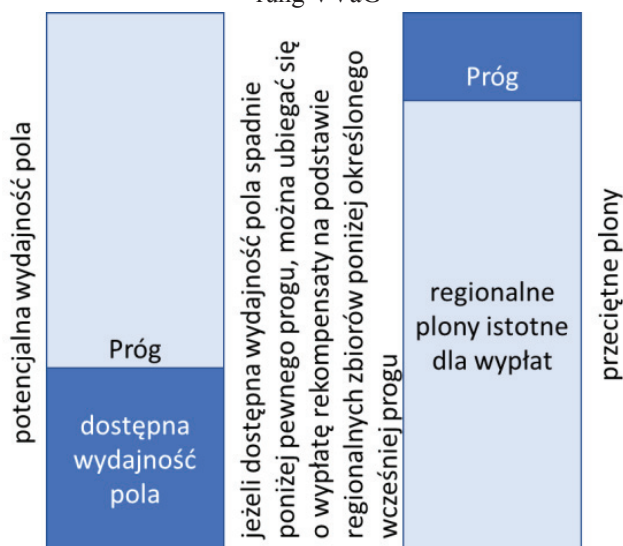 potencjalna wydajność pola
Próg
dostępna
wydajność
pola
jeżeli dostępna wydajność pola spadnie
poniżej pewnego progu, można ubiegać się
o wypłatę rekompensaty na podstawie
regionalnych zbiorów poniżej określonego
wcześniej progu
Próg
regionalne
plony istotne
dla wypłat
przeciętne plony